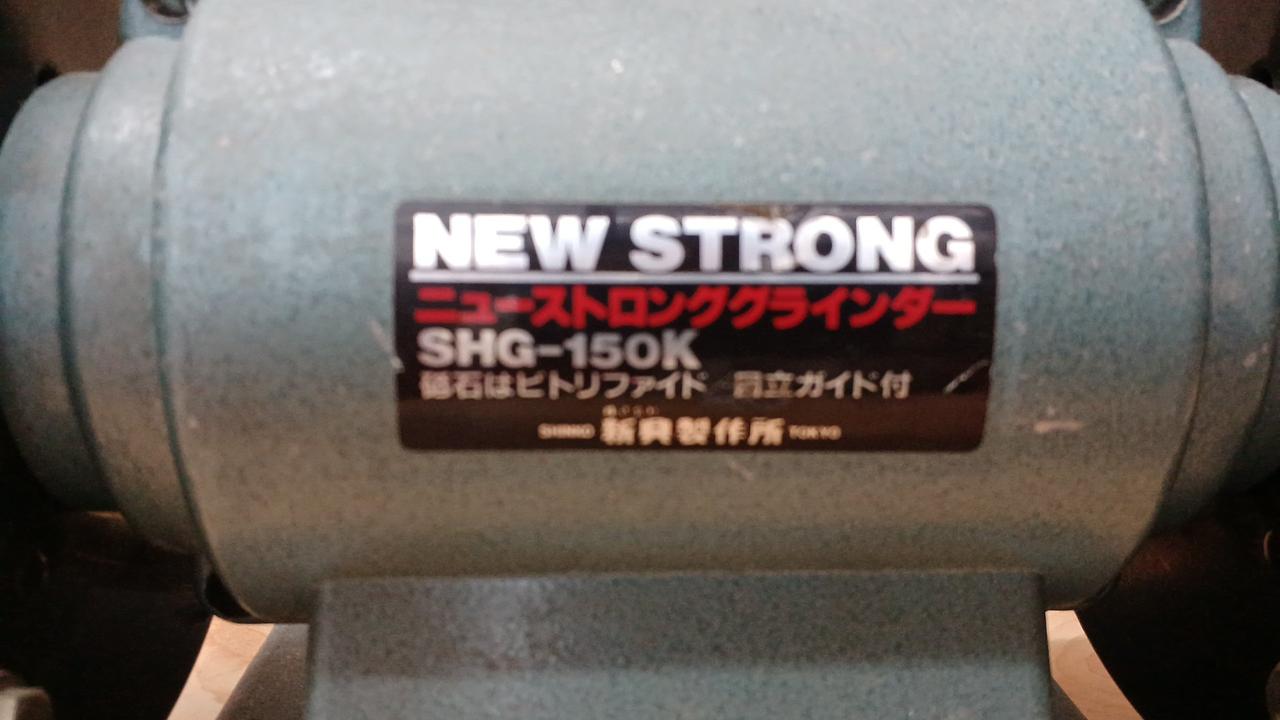 NEW STRONG
ニューストロンググラインダー
SHG-150K
砥石はビトリファイド 目立ガイド付
SHINKO 新興製作所 TOKYO